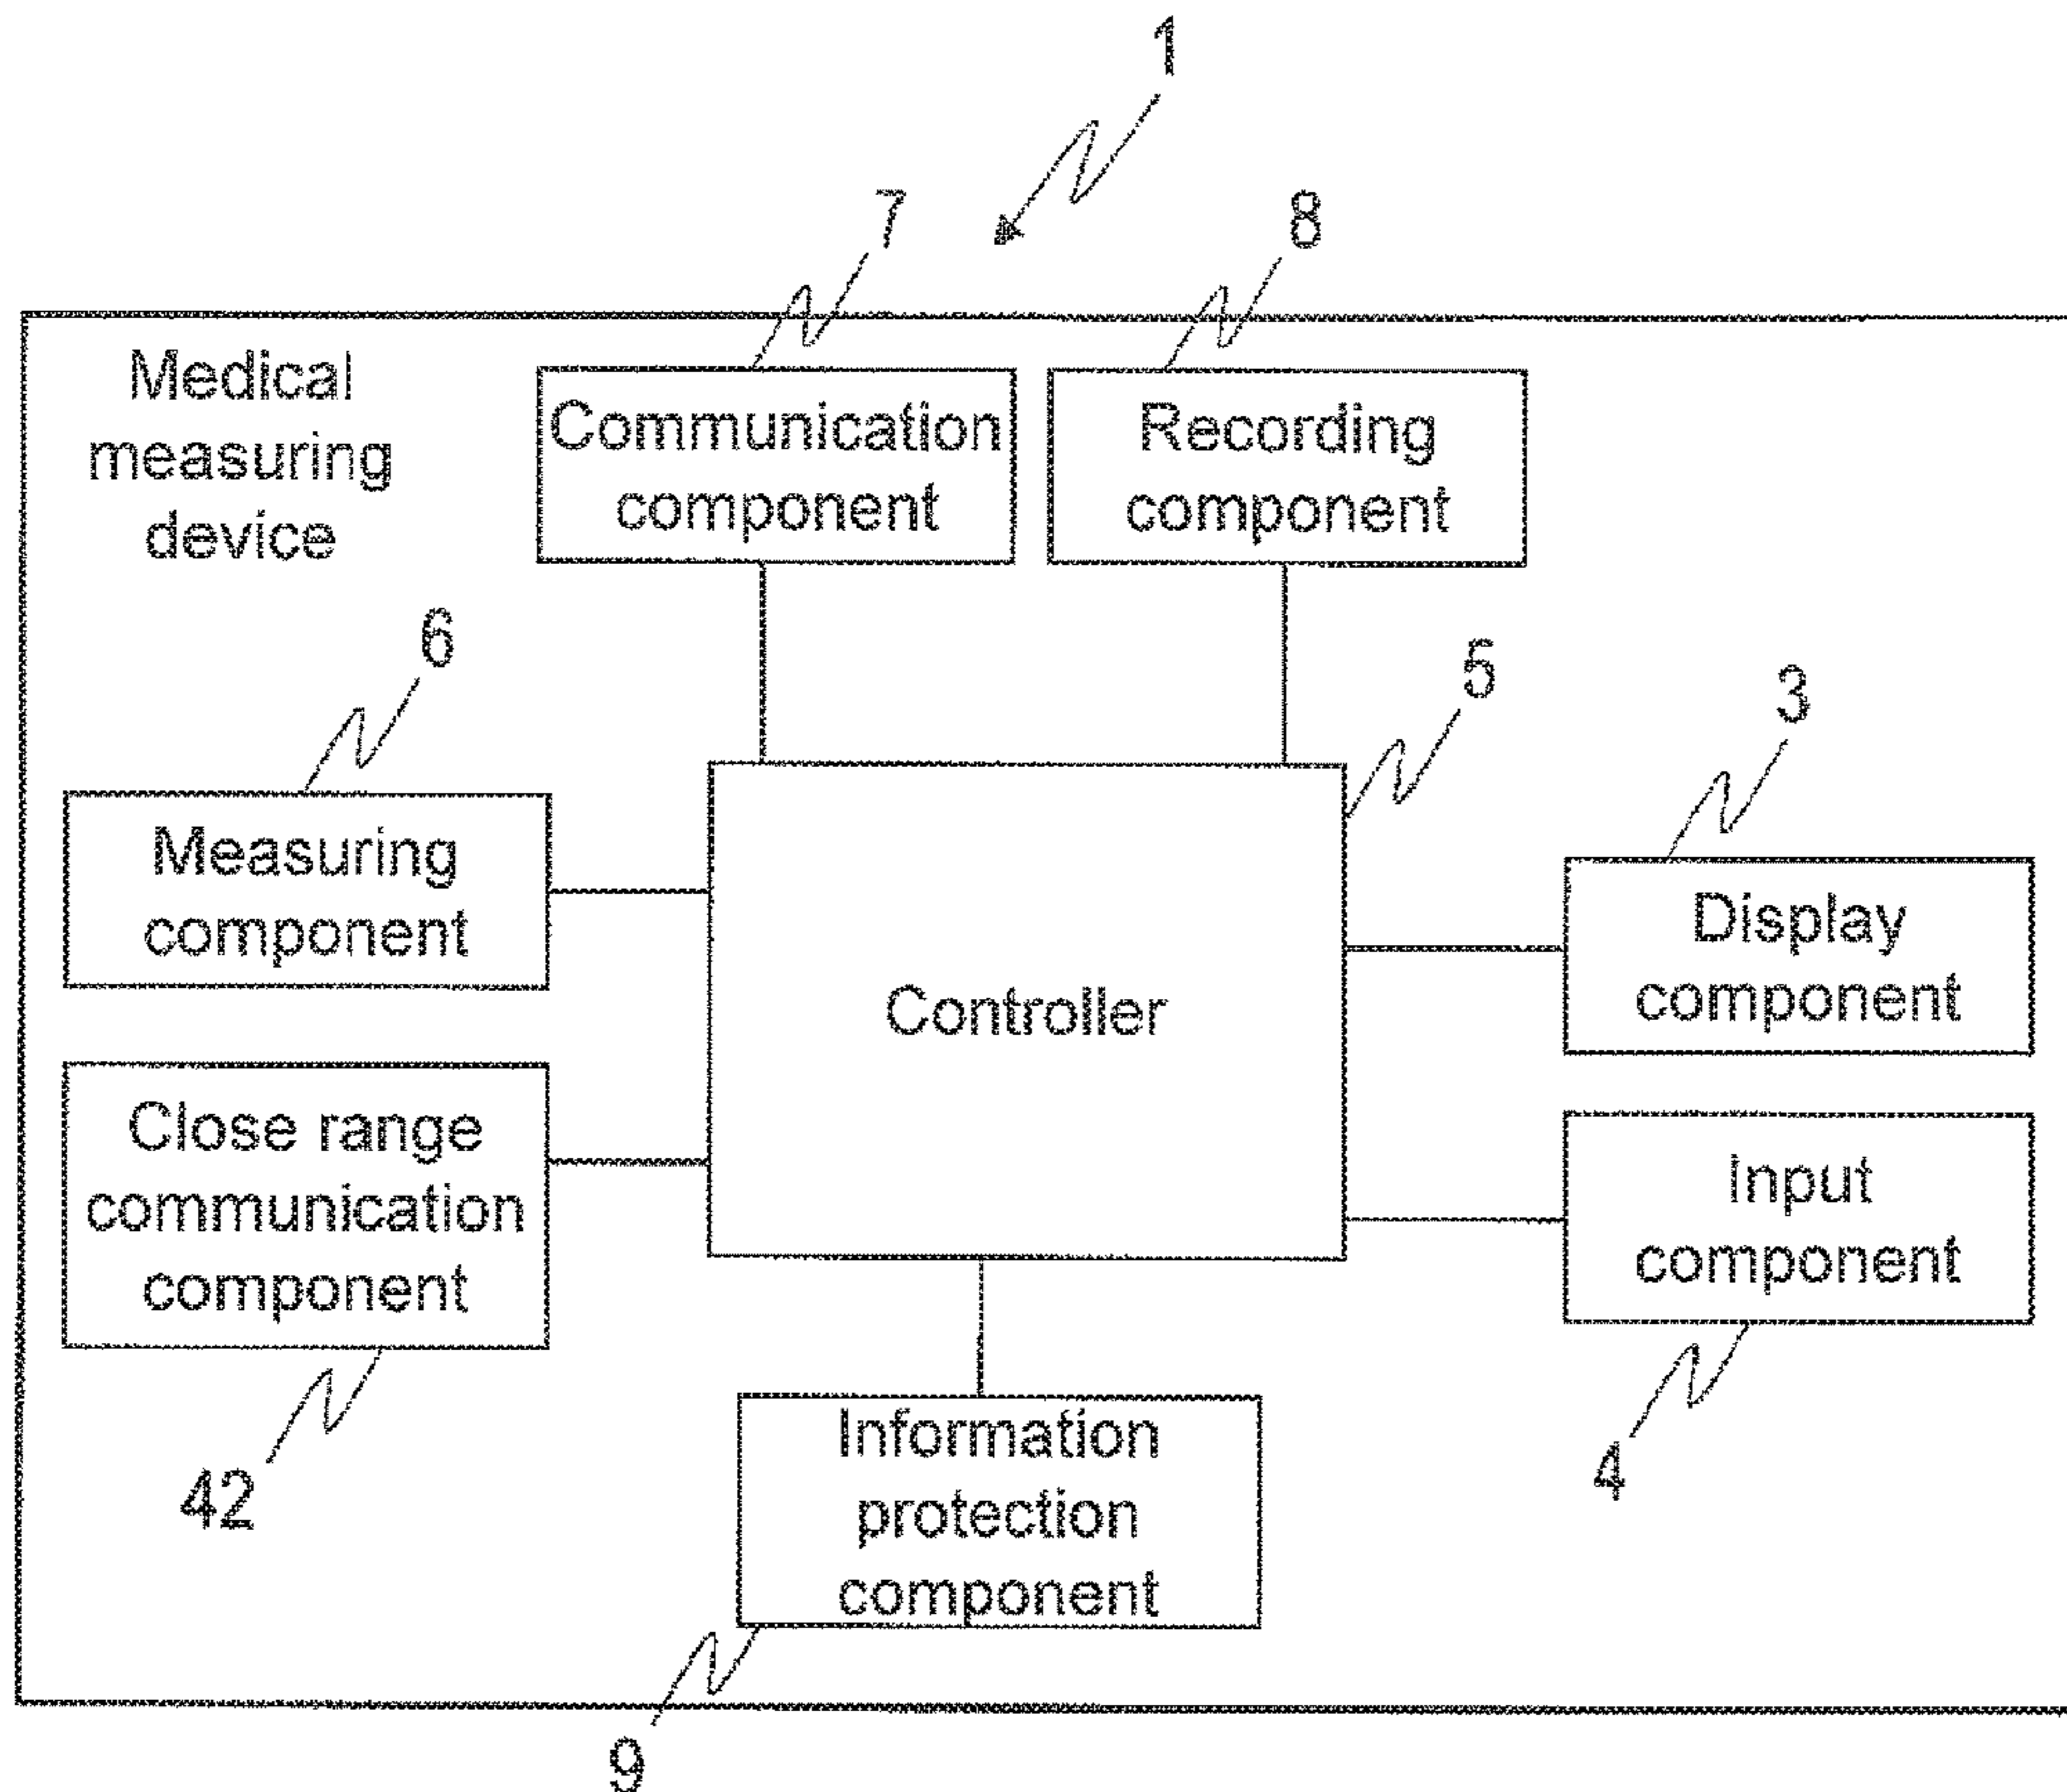 1
7
8
Medical
measuring
device
Communication
component
Recording
component
6
5
3
Measuring
component
Controller
Display
component
Close range
communication
component
Input
component
42
4
Information
protection
component
9